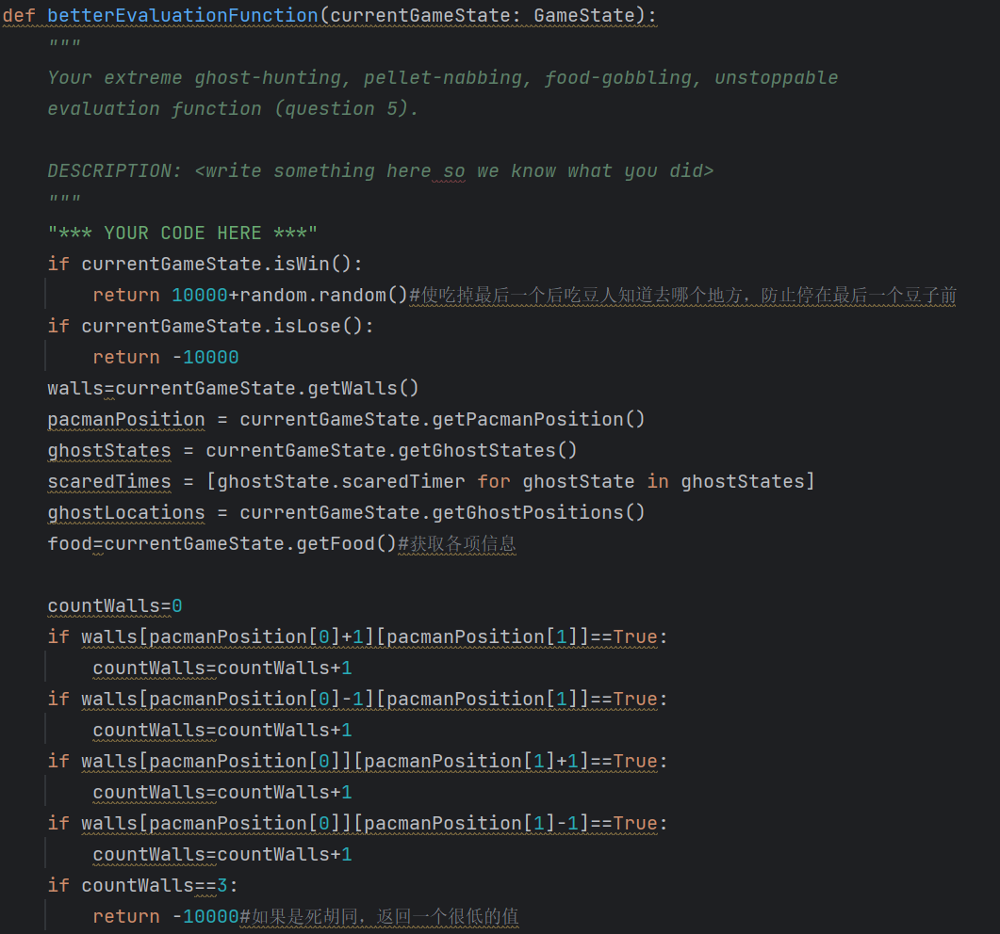 def betterEvaluationFunction(currentGameState: GameState):
    """
    Your extreme ghost-hunting, pellet-nabbing, food-gobbling, unstoppable
    evaluation function (question 5).

    DESCRIPTION: <write something here so we know what you did>
    """
    "*** YOUR CODE HERE ***"
    if currentGameState.isWin():
        return 10000+random.random()#使吃掉最后一个后吃豆人知道去哪个地方，防止停在最后一个豆子前
    if currentGameState.isLose():
        return -10000
    walls=currentGameState.getWalls()
    pacmanPosition = currentGameState.getPacmanPosition()
    ghostStates = currentGameState.getGhostStates()
    scaredTimes = [ghostState.scaredTimer for ghostState in ghostStates]
    ghostLocations = currentGameState.getGhostPositions()
    food=currentGameState.getFood()#获取各项信息

    countWalls=0
    if walls[pacmanPosition[0]+1][pacmanPosition[1]]==True:
        countWalls=countWalls+1
    if walls[pacmanPosition[0]-1][pacmanPosition[1]]==True:
        countWalls=countWalls+1
    if walls[pacmanPosition[0]][pacmanPosition[1]+1]==True:
        countWalls=countWalls+1
    if walls[pacmanPosition[0]][pacmanPosition[1]-1]==True:
        countWalls=countWalls+1
    if countWalls==3:
        return -10000#如果是死胡同，返回一个很低的值